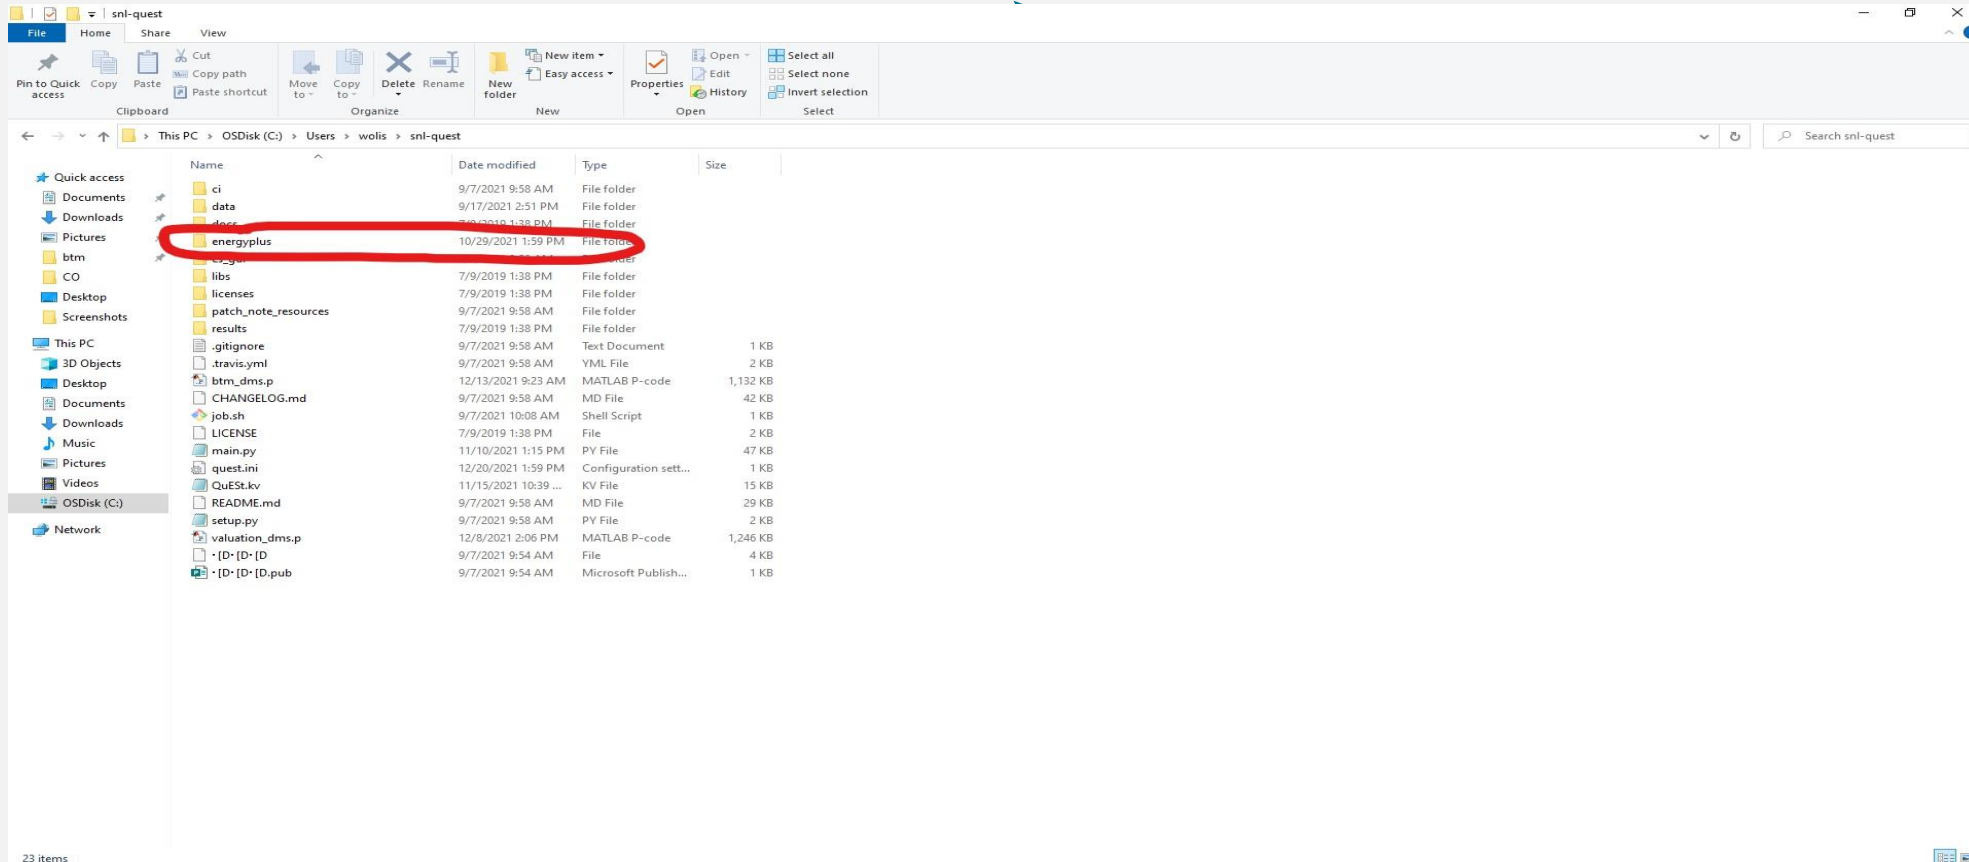 snl-quest
File Home Share View
Pin to Quick access
Copy
Paste
Cut
Copy path
Paste shortcut
Clipboard
Move to
Copy to
Delete
Rename
Organize
New folder
New item
Easy access
New
Properties
Open
Edit
History
Open
Select all
Select none
Invert selection
Select
This PC > OSDisk (C:) > Users > wolis > snl-quest
Search snl-quest
Quick access
Documents
Downloads
Pictures
btm
CO
Desktop
Screenshots
This PC
3D Objects
Desktop
Documents
Downloads
Music
Pictures
Videos
OSDisk (C:)
Network
Name Date modified Type Size
ci 9/7/2021 9:58 AM File folder
data 9/17/2021 2:51 PM File folder
docs 7/9/2019 1:38 PM File folder
energyplus 10/29/2021 1:59 PM File folder
libs 7/9/2019 1:38 PM File folder
licenses 7/9/2019 1:38 PM File folder
patch_note_resources 9/7/2021 9:58 AM File folder
results 7/9/2019 1:38 PM File folder
.gitignore 9/7/2021 9:58 AM Text Document 1 KB
.travis.yml 9/7/2021 9:58 AM YML File 2 KB
btm_dms.p 12/13/2021 9:23 AM MATLAB P-code 1,132 KB
CHANGELOG.md 9/7/2021 9:58 AM MD File 42 KB
job.sh 9/7/2021 10:08 AM Shell Script 1 KB
LICENSE 7/9/2019 1:38 PM File 2 KB
main.py 11/10/2021 1:15 PM PY File 47 KB
quest.ini 12/20/2021 1:59 PM Configuration sett... 1 KB
QuESt.kv 11/15/2021 10:39 ... KV File 15 KB
README.md 9/7/2021 9:58 AM MD File 29 KB
setup.py 9/7/2021 9:58 AM PY File 2 KB
valuation_dms.p 12/8/2021 2:06 PM MATLAB P-code 1,246 KB
·[D·[D·[D 9/7/2021 9:54 AM File 4 KB
·[D·[D·[D.pub 9/7/2021 9:54 AM Microsoft Publish... 1 KB
23 items